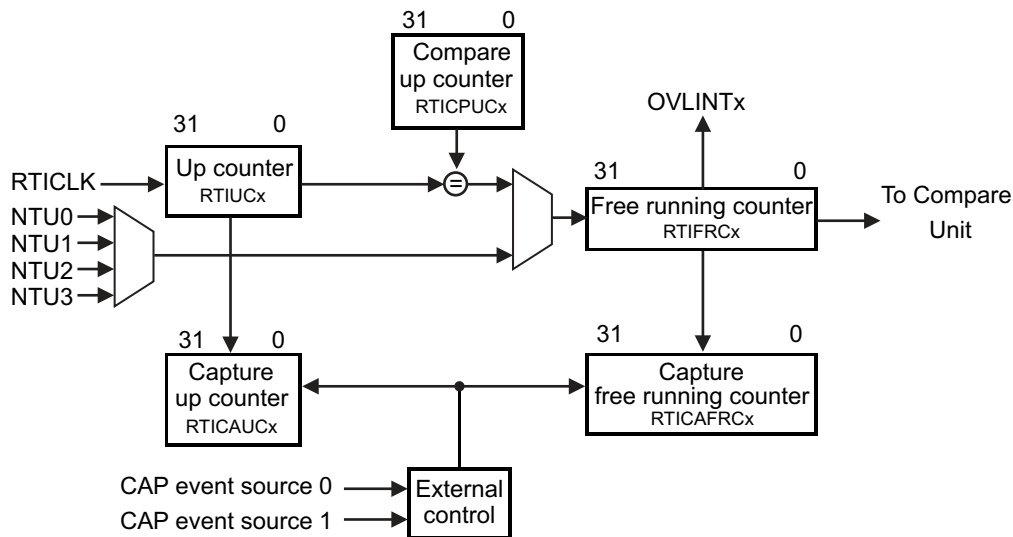 31 0
Compare
up counter
RTICPUCx
OVLINTx
31 0
RTICLK
Up counter
RTIUCx
=
31 0
Free running counter
RTIFRCx
To Compare
Unit
NTU0
NTU1
NTU2
NTU3
31 0
Capture
up counter
RTICAUCx
31 0
Capture
free running counter
RTICAFRCx
CAP event source 0
CAP event source 1
External
control